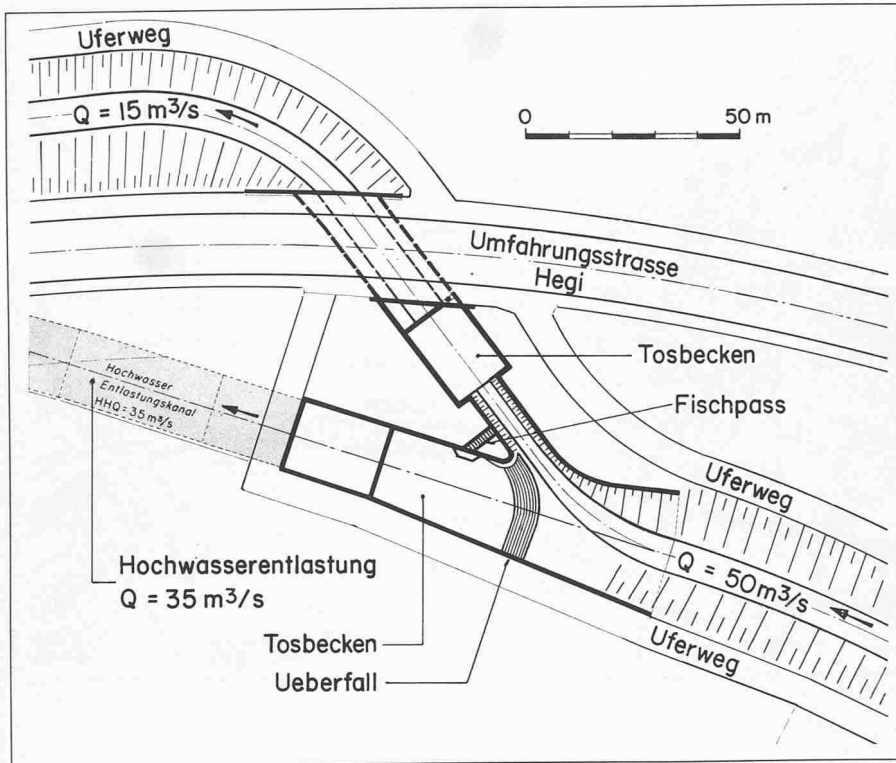 Uferweg
Q = 15 m³/s
0 50 m
Umfahrungsstrasse
Hegi
Tosbecken
Fischpass
Hochwasser
Entlastungskanal
HHQ = 35 m³/s
Uferweg
Q = 50 m³/s
Hochwasserentlastung
Q = 35 m³/s
Tosbecken
Ueberfall
Uferweg